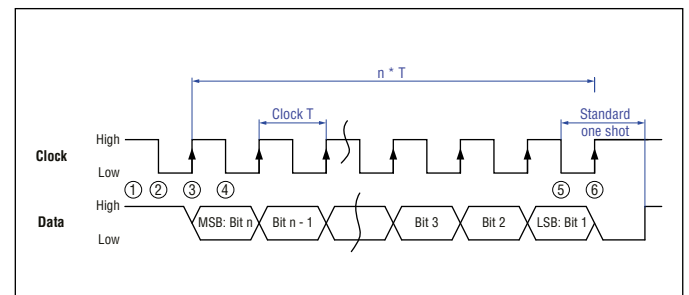 n * T
Clock T
Standard
one shot
High
Clock
Low
① ② ③ ④ ⑤ ⑥
High
Data
MSB: Bit n Bit n - 1 Bit 3 Bit 2 LSB: Bit 1
Low